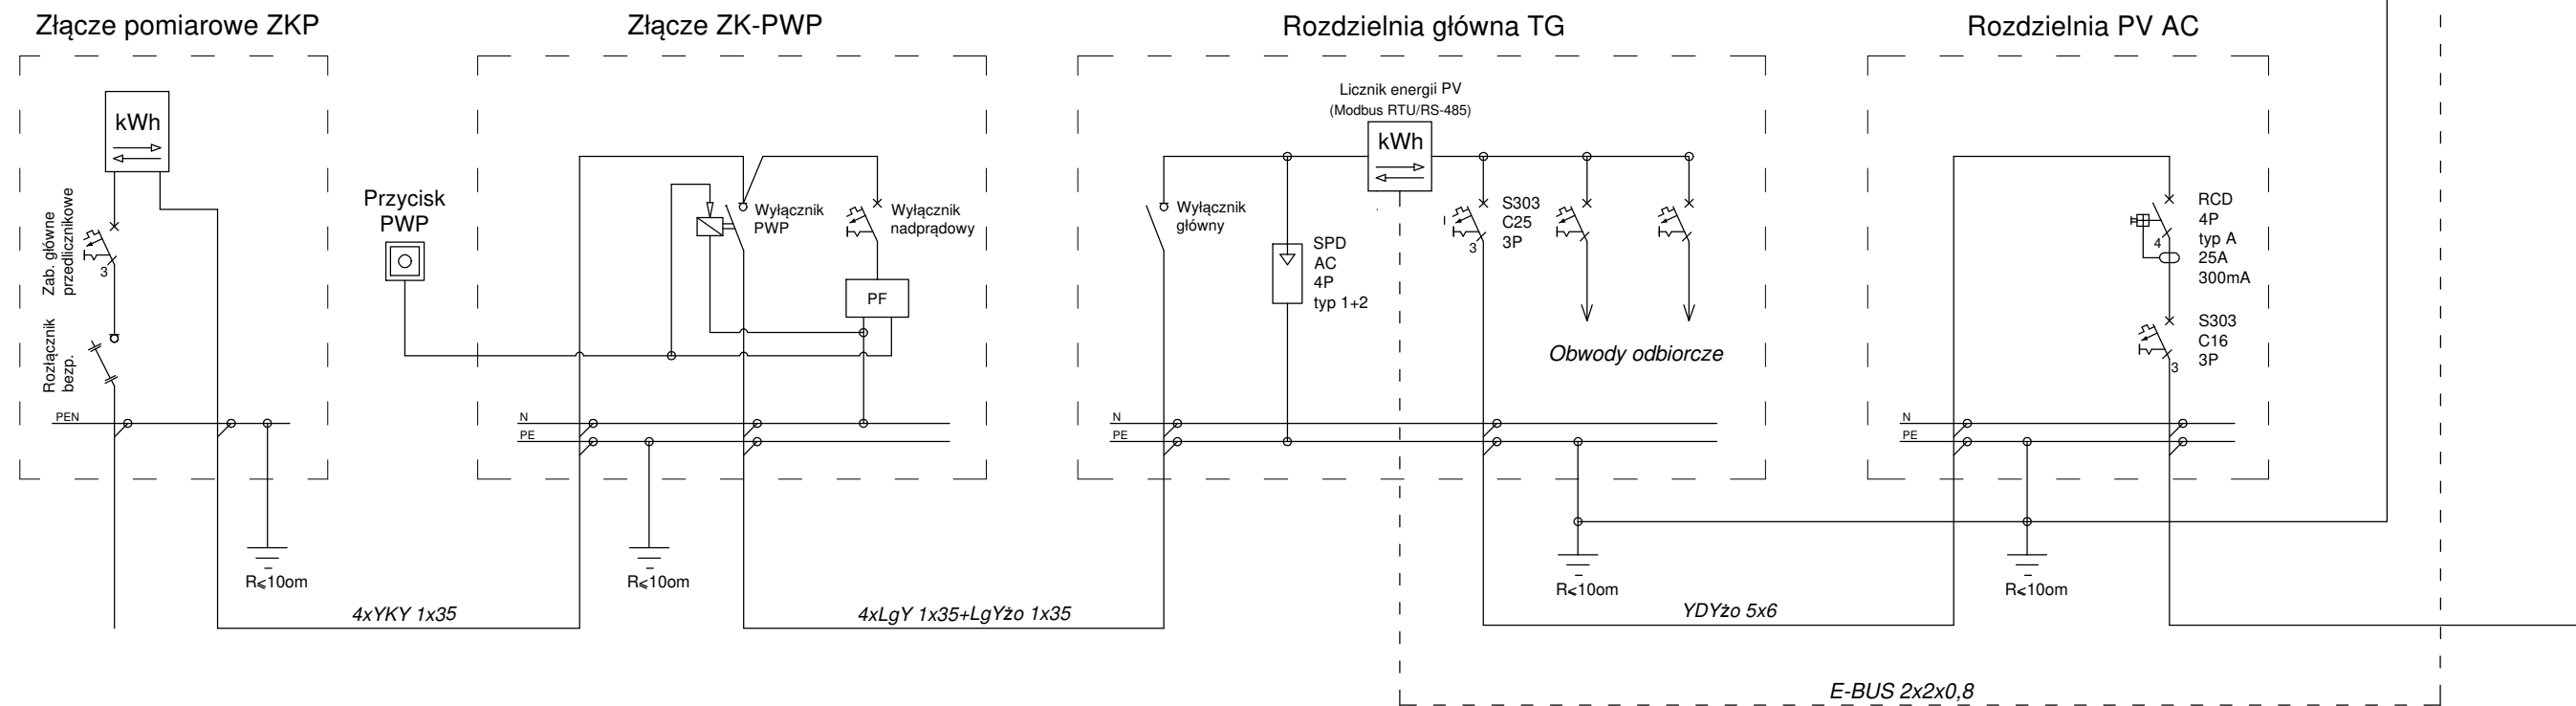 Złącze pomiarowe ZKP
kWh
Zab. główne
przedlicznikowe
3
Rozłącznik
bezp.
PEN
R⩽10om
4xYKY 1x35
Przycisk
PWP
Złącze ZK-PWP
Wyłącznik
PWP
Wyłącznik
nadprądowy
PF
N
PE
R⩽10om
4xLgY 1x35+LgYżo 1x35
Rozdzielnia główna TG
Licznik energii PV
(Modbus RTU/RS-485)
kWh
Wyłącznik
główny
SPD
AC
4P
typ 1+2
S303
C25
3P
3
Obwody odbiorcze
N
PE
R⩽10om
YDYżo 5x6
Rozdzielnia PV AC
RCD
4P
typ A
25A
300mA
4
S303
C16
3P
3
N
PE
R⩽10om
E-BUS 2x2x0,8